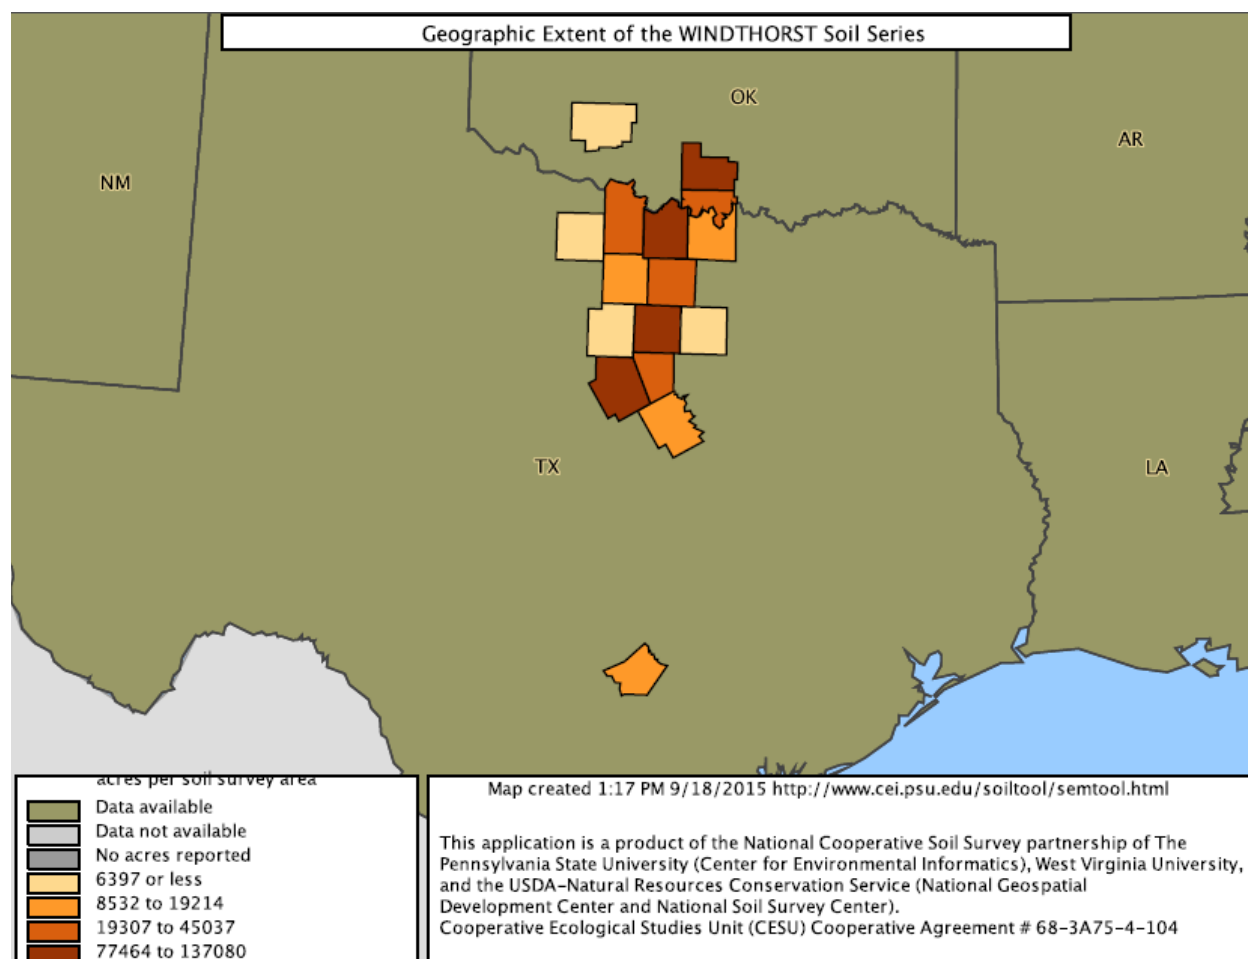 Geographic Extent of the WINDTHORST Soil Series
OK
AR
NM
TX
LA
acres per soil survey area
Data available
Data not available
No acres reported
6397 or less
8532 to 19214
19307 to 45037
77464 to 137080
Map created 1:17 PM 9/18/2015 http://www.cei.psu.edu/soiltool/semtool.html
This application is a product of the National Cooperative Soil Survey partnership of The
Pennsylvania State University (Center for Environmental Informatics), West Virginia University,
and the USDA-Natural Resources Conservation Service (National Geospatial
Development Center and National Soil Survey Center).
Cooperative Ecological Studies Unit (CESU) Cooperative Agreement # 68-3A75-4-104